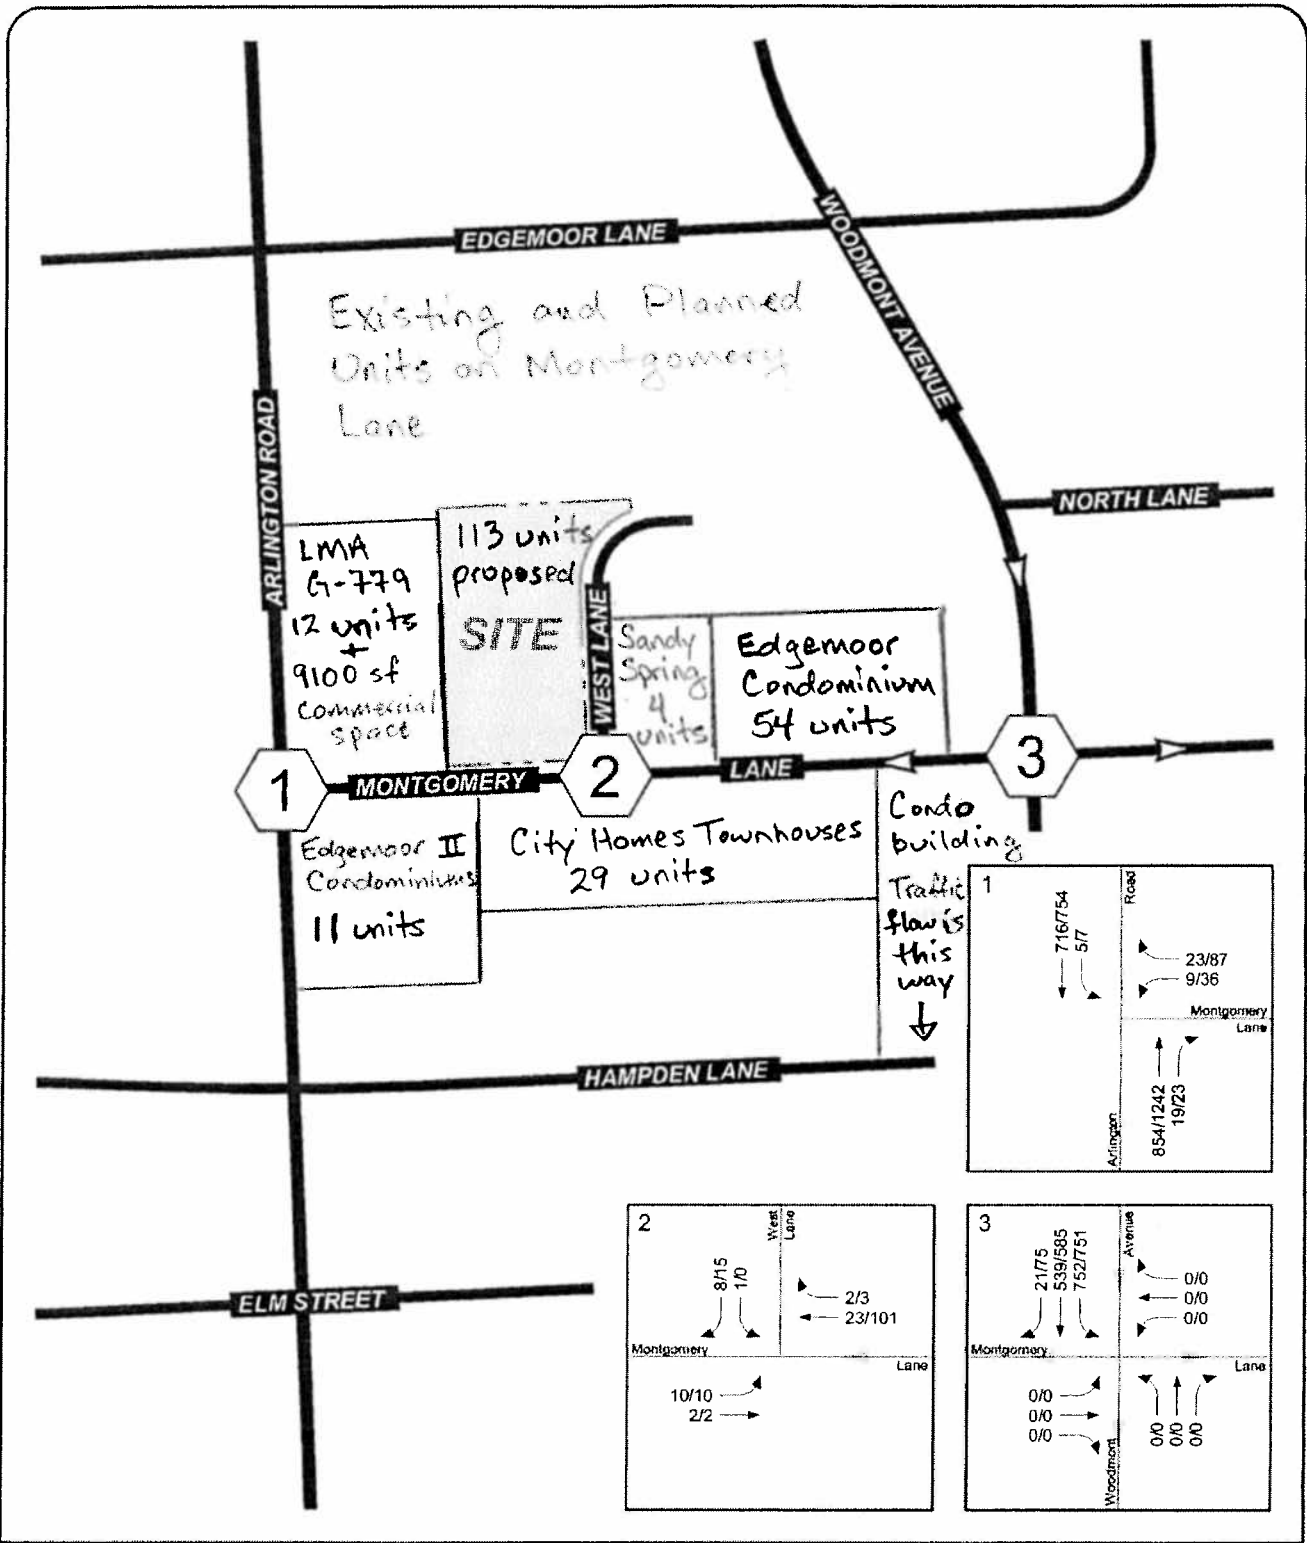 EDGEMOOR LANE
WOODMONT AVENUE
Existing and Planned
Units on Montgomery
Lane
ARLINGTON ROAD
NORTH LANE
LMA
G-779
12 units
+
9100 sf
Commercial
space
113 units
proposed
SITE
WEST LANE
Sandy
Spring
4
units
Edgemoor
Condominium
54 units
1
MONTGOMERY
2
LANE
3
Edgemoor II
Condominiums
11 units
City Homes Townhouses
29 units
Condo
building
Traffic
flow is
this
way
HAMPDEN LANE
ELM STREET
1
Road
716/754
5/7
23/87
9/36
Montgomery
Lane
Arlington
854/1242
19/23
2
West
Lane
8/15
1/0
2/3
23/101
Montgomery
Lane
10/10
2/2
3
Avenue
21/75
539/585
752/751
0/0
0/0
0/0
Montgomery
Lane
0/0
0/0
0/0
Woodmont
0/0
0/0
0/0